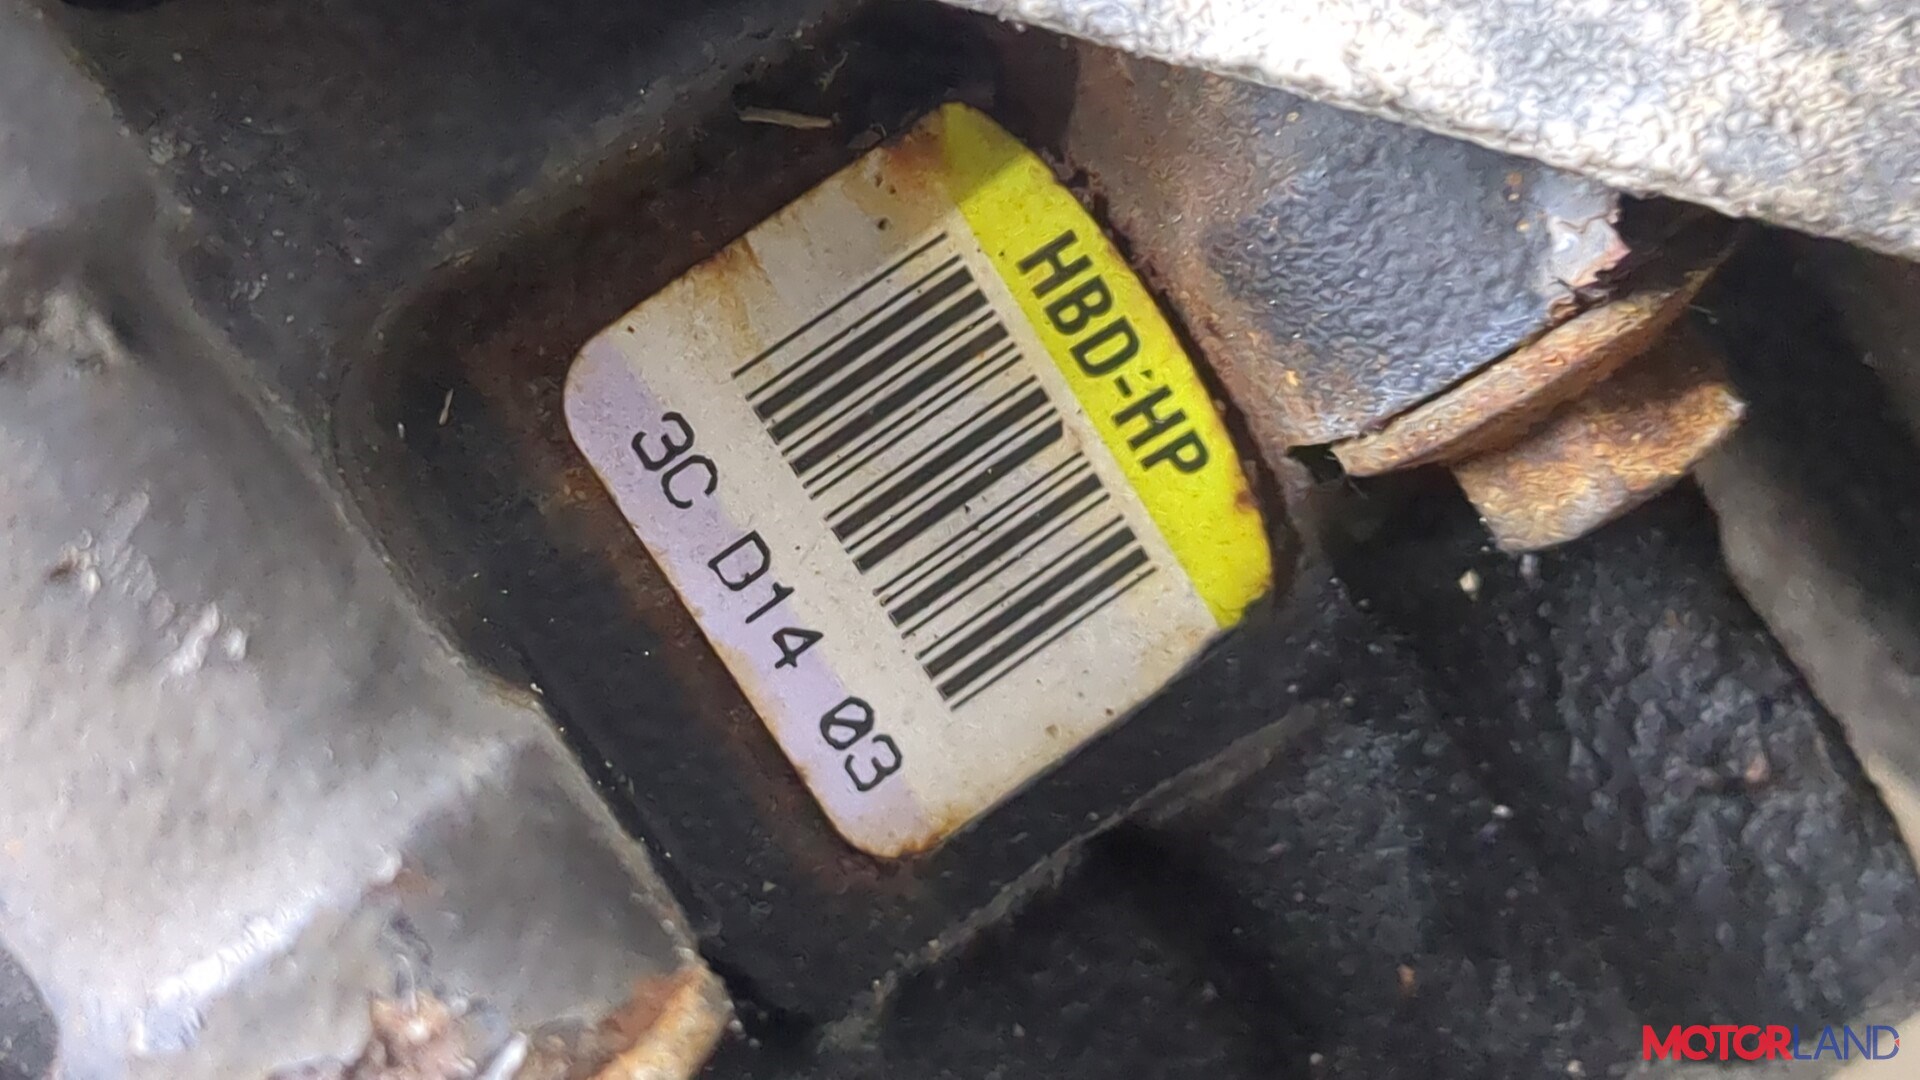 HBD-HP
3C D14 03
MOTORLAND